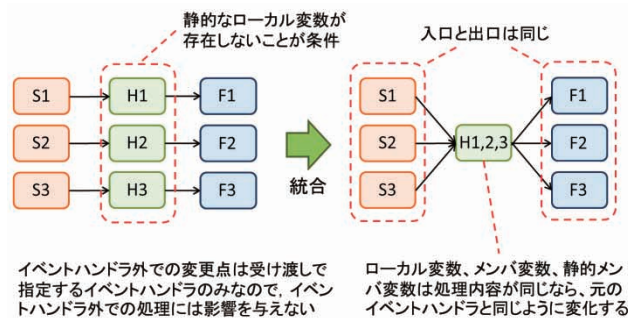 静的なローカル変数が
存在しないことが条件
入口と出口は同じ
S1
H1
F1
S2
H2
F2
S3
H3
F3
統合
S1
S2
S3
H1,2,3
F1
F2
F3
イベントハンドラ外での変更点は受け渡しで
指定するイベントハンドラのみなので，イベン
トハンドラ外での処理には影響を与えない
ローカル変数、メンバ変数、静的メン
バ変数は処理内容が同じなら、元の
イベントハンドラと同じように変化する